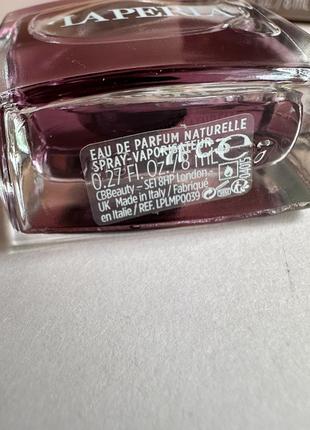 LA PERLA
EAU DE PARFUM NATURELLE
SPRAY-VAPORISATEUR
0.27 FL. OZ. / 8 ML e
CBBeauty – SE1 8HP London –
UK Made in Italy / Fabriqué
en Italie / REF. LPLMP0039